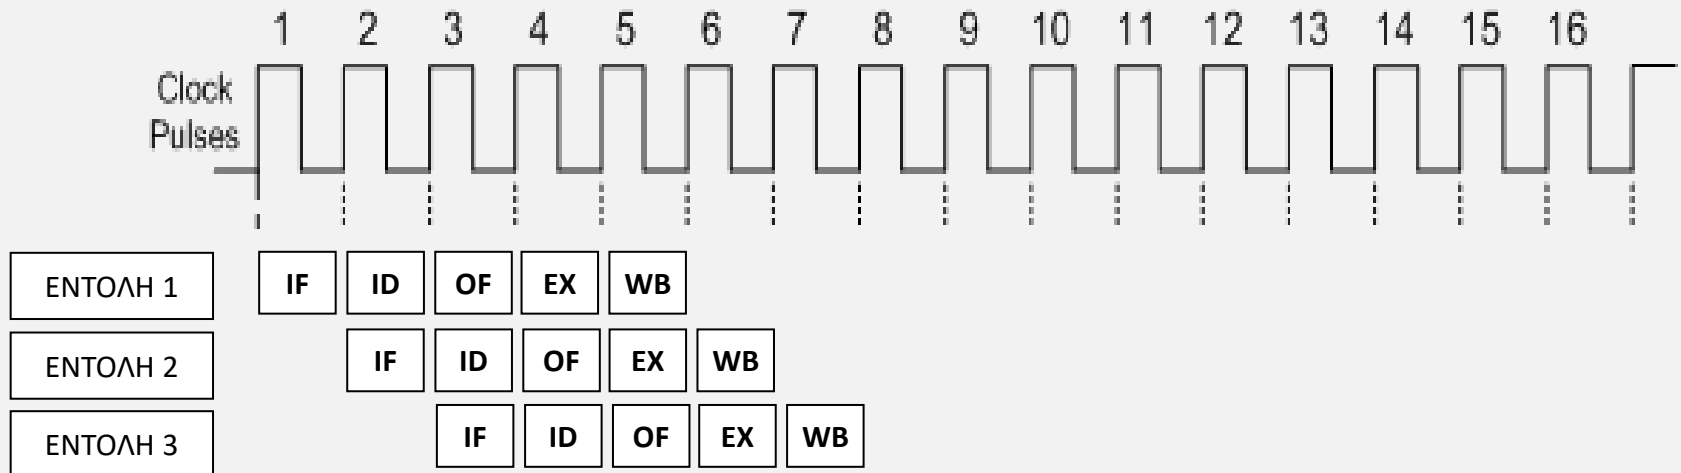 1 2 3 4 5 6 7 8 9 10 11 12 13 14 15 16
Clock
Pulses
ΕΝΤΟΛΗ 1 IF ID OF EX WB
ΕΝΤΟΛΗ 2 IF ID OF EX WB
ΕΝΤΟΛΗ 3 IF ID OF EX WB